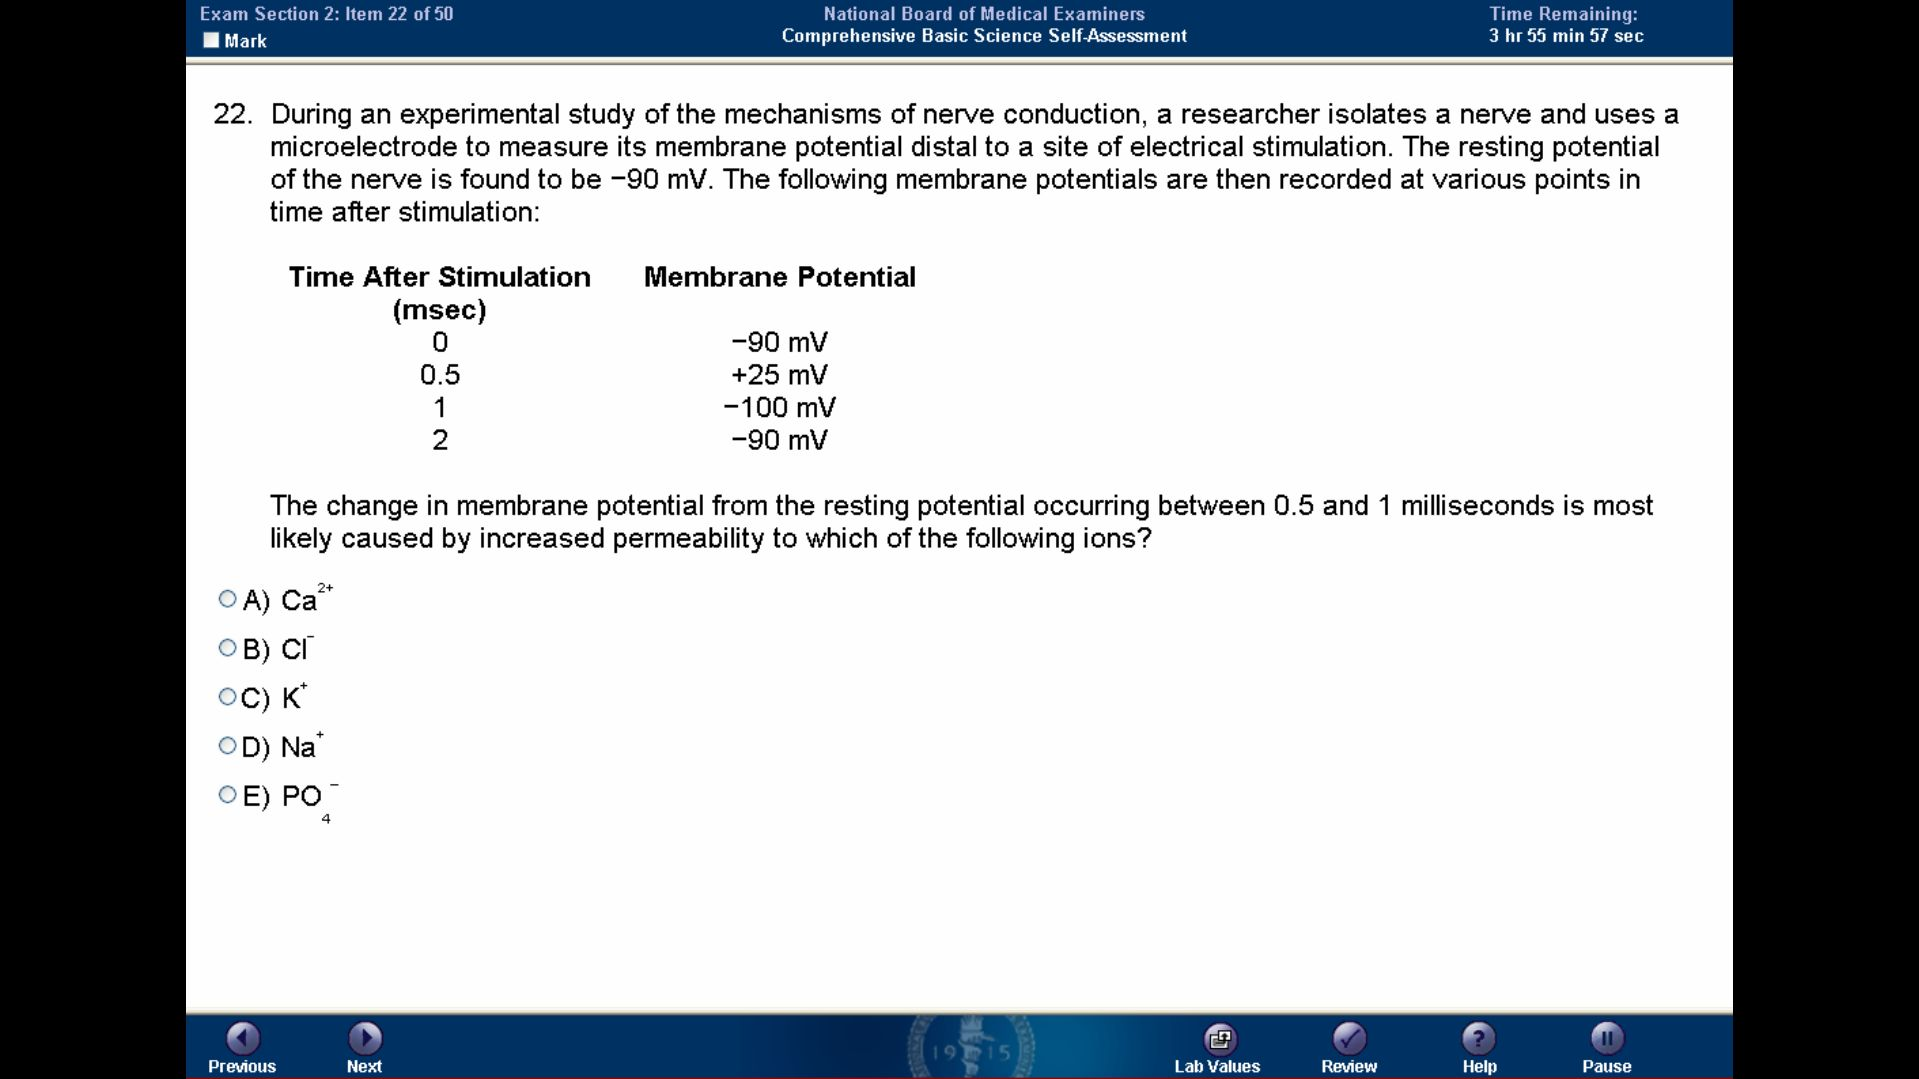 Exam Section 2: Item 22 of 50
National Board of Medical Examiners
Time Remaining:
Mark
Comprehensive Basic Science Self-Assessment
3 hr 55 min 57 sec
22. During an experimental study of the mechanisms of nerve conduction, a researcher isolates a nerve and uses a
microelectrode to measure its membrane potential distal to a site of electrical stimulation. The resting potential
of the nerve is found to be −90 mV. The following membrane potentials are then recorded at various points in
time after stimulation:
Time After Stimulation Membrane Potential
(msec)
0 −90 mV
0.5 +25 mV
1 −100 mV
2 −90 mV
The change in membrane potential from the resting potential occurring between 0.5 and 1 milliseconds is most
likely caused by increased permeability to which of the following ions?
A) Ca²⁺
B) Cl⁻
C) K⁺
D) Na⁺
E) PO₄⁻
1915
Previous Next Lab Values Review Help Pause